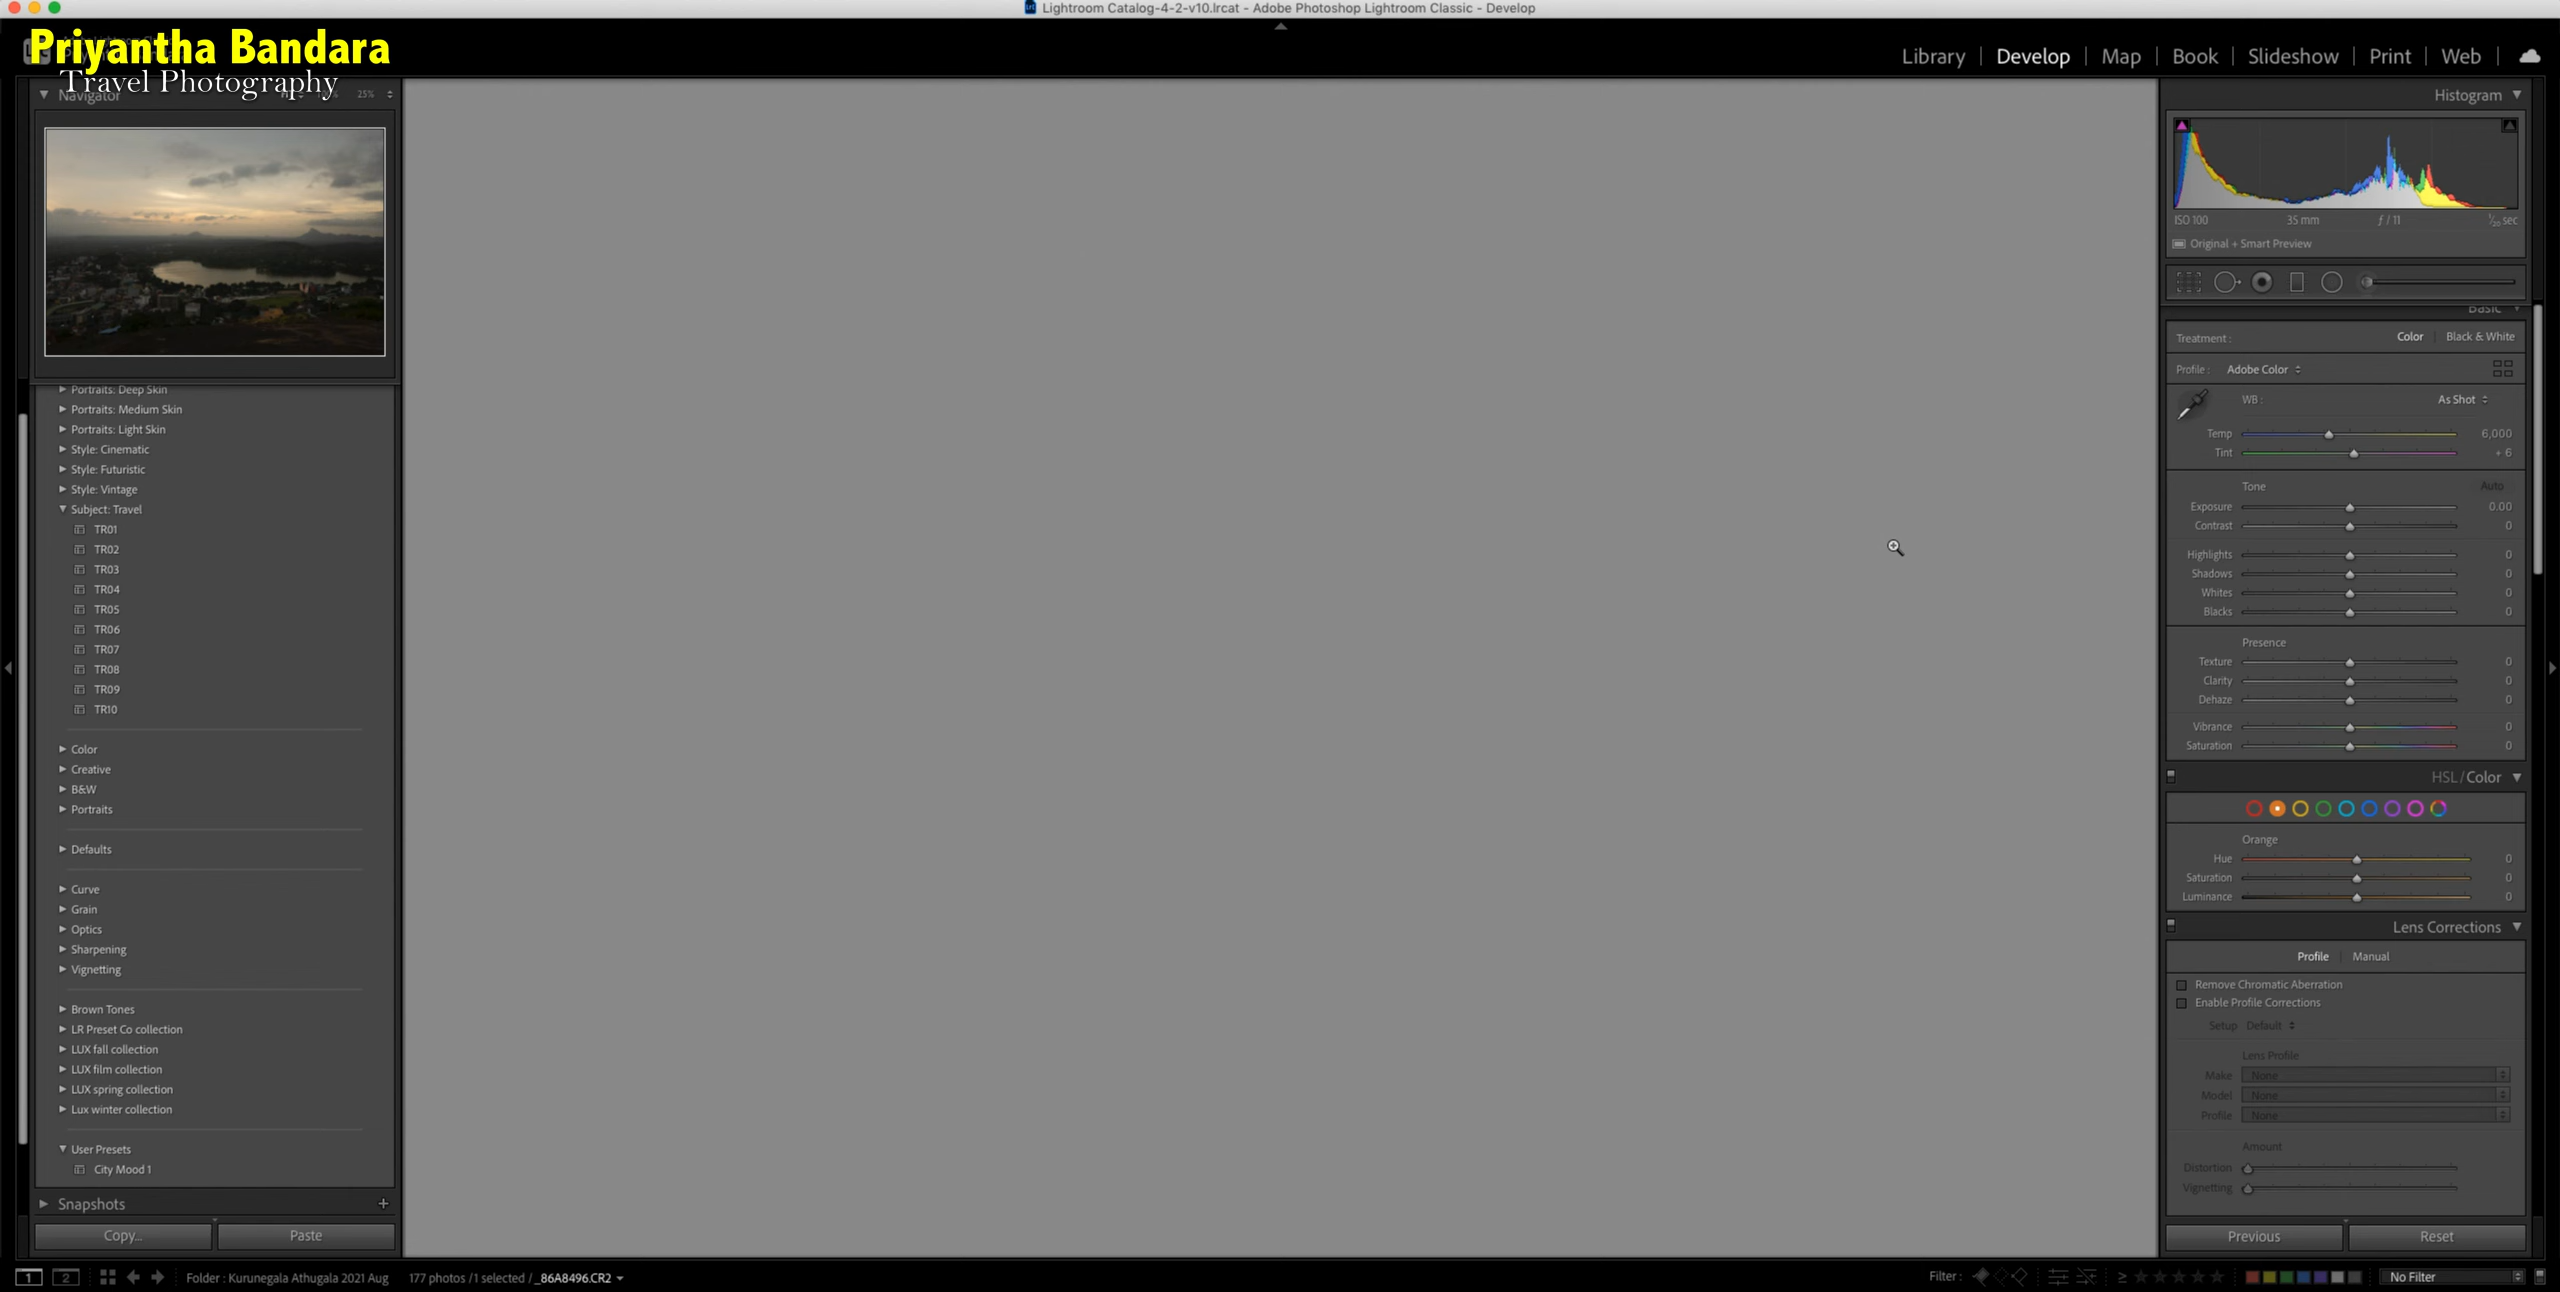 Lightroom Catalog-4-2-v10.lrcat - Adobe Photoshop Lightroom Classic - Develop
Priyantha Bandara
Travel Photography
Library | Develop | Map | Book | Slideshow | Print | Web
Navigator
25%
Portraits: Deep Skin
Portraits: Medium Skin
Portraits: Light Skin
Style: Cinematic
Style: Futuristic
Style: Vintage
Subject: Travel
TR01
TR02
TR03
TR04
TR05
TR06
TR07
TR08
TR09
TR10
Color
Creative
B&W
Portraits
Defaults
Curve
Grain
Optics
Sharpening
Vignetting
Brown Tones
LR Preset Co collection
LUX fall collection
LUX film collection
LUX spring collection
Lux winter collection
User Presets
City Mood 1
Snapshots +
Copy... Paste
Histogram
ISO 100 35 mm ƒ / 11 sec
Original + Smart Preview
Basic
Treatment : Color | Black & White
Profile : Adobe Color
WB : As Shot
Temp 6,000
Tint + 6
Tone Auto
Exposure 0.00
Contrast 0
Highlights 0
Shadows 0
Whites 0
Blacks 0
Presence
Texture 0
Clarity 0
Dehaze 0
Vibrance 0
Saturation 0
HSL / Color
Orange
Hue 0
Saturation 0
Luminance 0
Lens Corrections
Profile | Manual
Remove Chromatic Aberration
Enable Profile Corrections
Setup Default
Lens Profile
Make None
Model None
Profile None
Amount
Distortion
Vignetting
Previous Reset
1 2 Folder : Kurunegala Athugala 2021 Aug 177 photos / 1 selected / _86A8496.CR2 Filter : ≥ No Filter